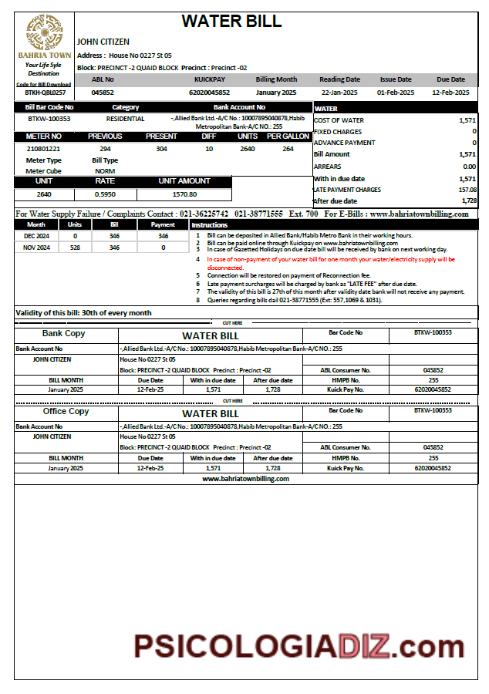 WATER BILL
BAHRIA TOWN
Your Life Syle
Destination
Code for Bill Download
BTKH-QBL0257
JOHN CITIZEN
Address : House No 0227 St 05
Block: PRECINCT -2 QUAID BLOCK Precinct : Precinct -02
ABL No KUICKPAY Billing Month Reading Date Issue Date Due Date
045852 62020045852 January 2025 22-Jan-2025 01-Feb-2025 12-Feb-2025
Bill Bar Code No Category Bank Account No
BTKW-100353 RESIDENTIAL -,Allied Bank Ltd.-A/C No.: 10007895040878,Habib
Metropolitan Bank-A/C NO.: 255
METER NO PREVIOUS PRESENT DIFF UNITS PER GALLON
210801221 294 304 10 2640 264
Meter Type Bill Type
Meter Cube NORM
UNIT RATE UNIT AMOUNT
2640 0.5950 1570.80
WATER
COST OF WATER 1,571
FIXED CHARGES 0
ADVANCE PAYMENT 0
Bill Amount 1,571
ARREARS 0.00
With in due date 1,571
LATE PAYMENT CHARGES 157.08
After due date 1,728
For Water Supply Failure / Complaints Contact : 021-36225742 021-38771555 Ext. 700 For E-Bills : www.bahriatownbilling.com
Month Units Bill Payment
DEC 2024 0 346 346
NOV 2024 528 346 0
Instructions
1 Bill can be deposited in Allied Bank/Habib Metro Bank in their working hours.
2 Bill can be paid online through Kuickpay on www.bahriatownbilling.com
3 In case of Gazetted Holidays on due date bill will be received by bank on next working day.
4 In case of non-payment of your water bill for one month your water/electricity supply will be
disconnected.
5 Connection will be restored on payment of Reconnection fee.
6 Late payment surcharges will be charged by bank as "LATE FEE" after due date.
7 The validity of this bill is 27th of this month after validity date bank will not receive any payment.
8 Queries regarding bills dail 021-38771555 (Ext: 557,1069 & 1031).
Validity of this bill: 30th of every month
CUT HERE
Bank Copy WATER BILL Bar Code No BTKW-100353
Bank Account No -,Allied Bank Ltd.-A/C No.: 10007895040878,Habib Metropolitan Bank-A/C NO.: 255
JOHN CITIZEN House No 0227 St 05
Block: PRECINCT -2 QUAID BLOCK Precinct : Precinct -02 ABL Consumer No. 045852
BILL MONTH Due Date With in due date After due date HMPB No. 255
January 2025 12-Feb-25 1,571 1,728 Kuick Pay No. 62020045852
CUT HERE
Office Copy WATER BILL Bar Code No BTKW-100353
Bank Account No -,Allied Bank Ltd.-A/C No.: 10007895040878,Habib Metropolitan Bank-A/C NO.: 255
JOHN CITIZEN House No 0227 St 05
Block: PRECINCT -2 QUAID BLOCK Precinct : Precinct -02 ABL Consumer No. 045852
BILL MONTH Due Date With in due date After due date HMPB No. 255
January 2025 12-Feb-25 1,571 1,728 Kuick Pay No. 62020045852
www.bahriatownbilling.com
PSICOLOGIADIZ.com